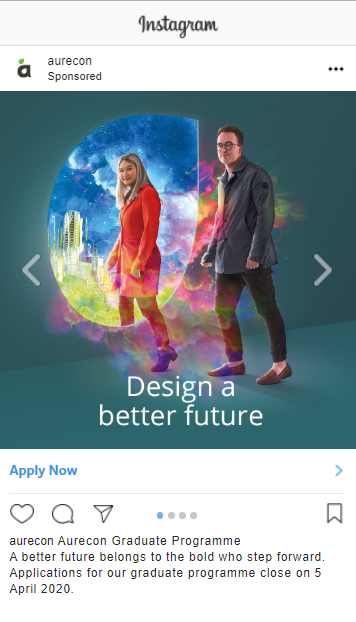 Instagram
aurecon
Sponsored
Design a
better future
Apply Now
aurecon Aurecon Graduate Programme
A better future belongs to the bold who step forward.
Applications for our graduate programme close on 5
April 2020.